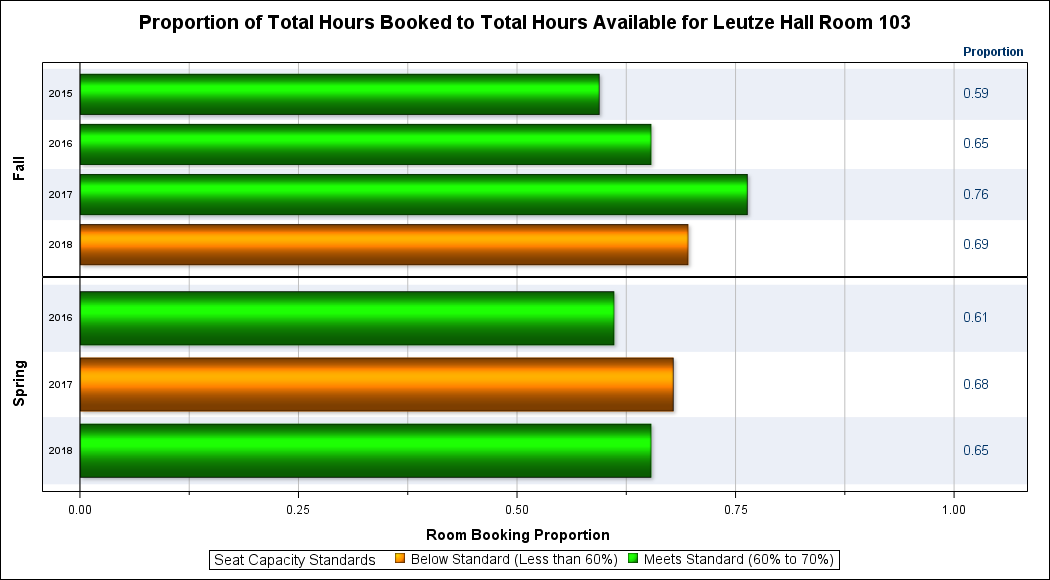 Proportion of Total Hours Booked to Total Hours Available for Leutze Hall Room 103
Proportion
Fall
2015 0.59
2016 0.65
2017 0.76
2018 0.69
Spring
2016 0.61
2017 0.68
2018 0.65
0.00 0.25 0.50 0.75 1.00
Room Booking Proportion
Seat Capacity Standards Below Standard (Less than 60%) Meets Standard (60% to 70%)